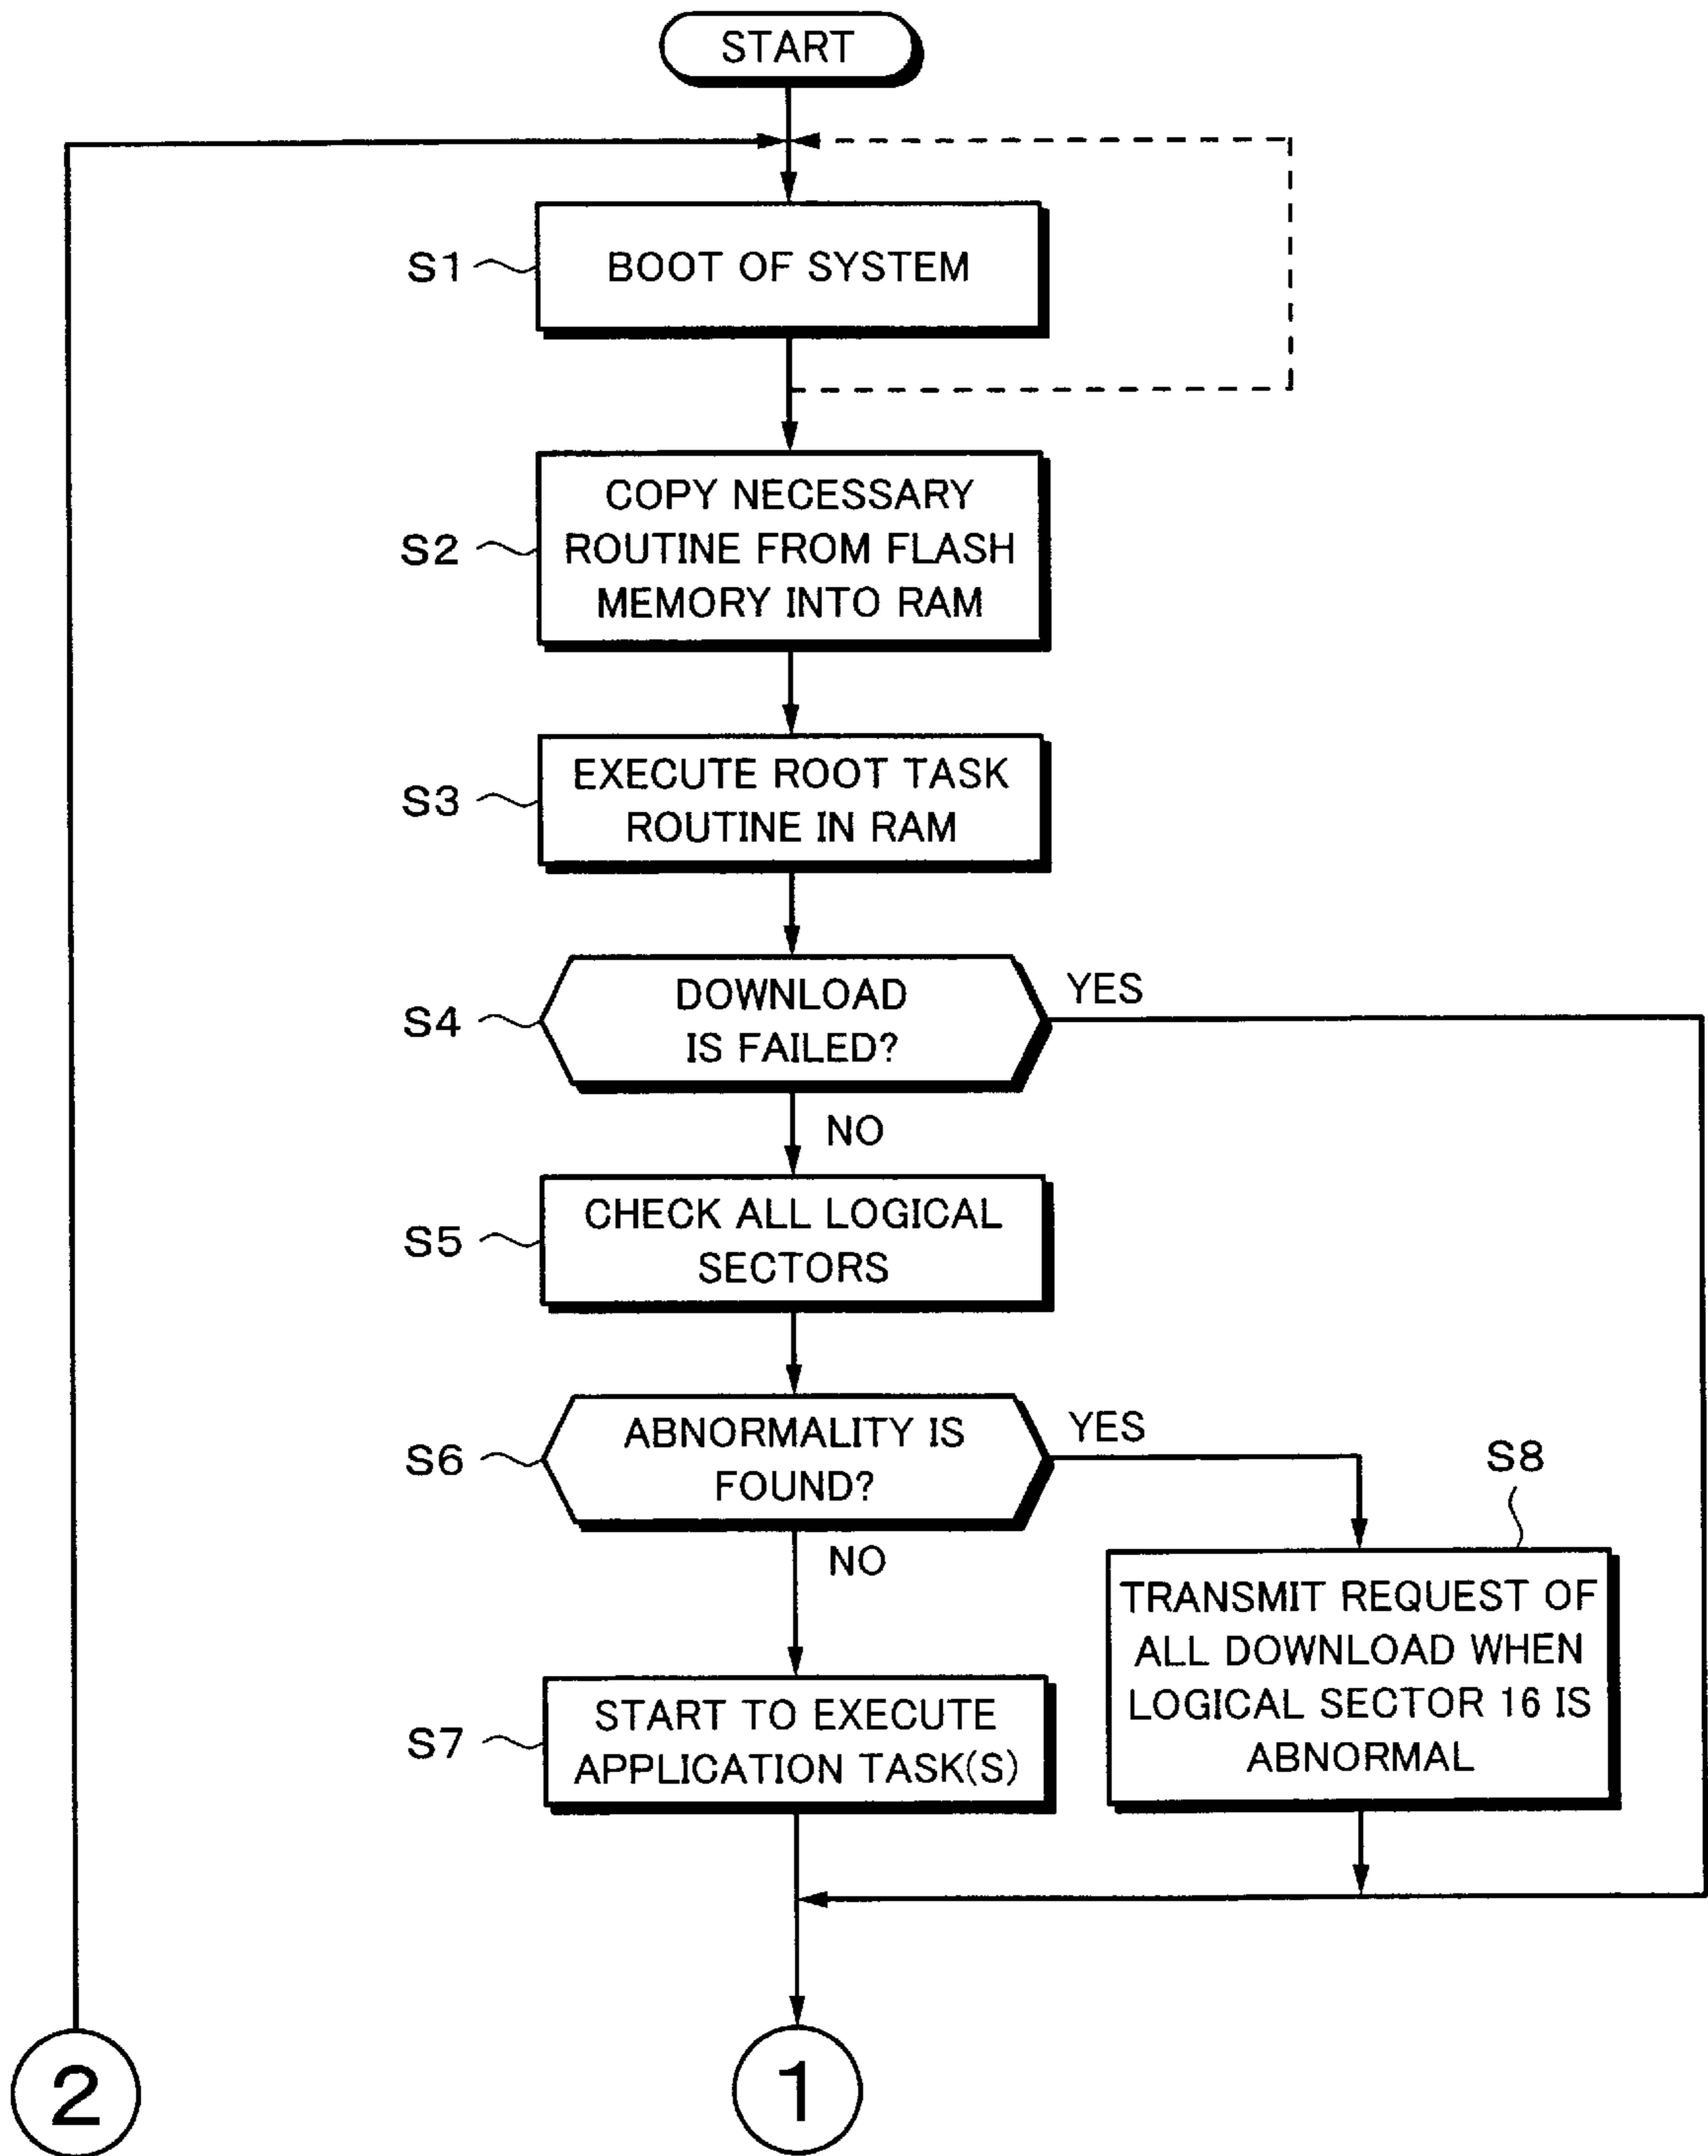 START
S1
BOOT OF SYSTEM
S2
COPY NECESSARY
ROUTINE FROM FLASH
MEMORY INTO RAM
S3
EXECUTE ROOT TASK
ROUTINE IN RAM
S4
DOWNLOAD
IS FAILED?
YES
NO
S5
CHECK ALL LOGICAL
SECTORS
S6
ABNORMALITY IS
FOUND?
YES
NO
S8
TRANSMIT REQUEST OF
ALL DOWNLOAD WHEN
LOGICAL SECTOR 16 IS
ABNORMAL
S7
START TO EXECUTE
APPLICATION TASK(S)
2
1